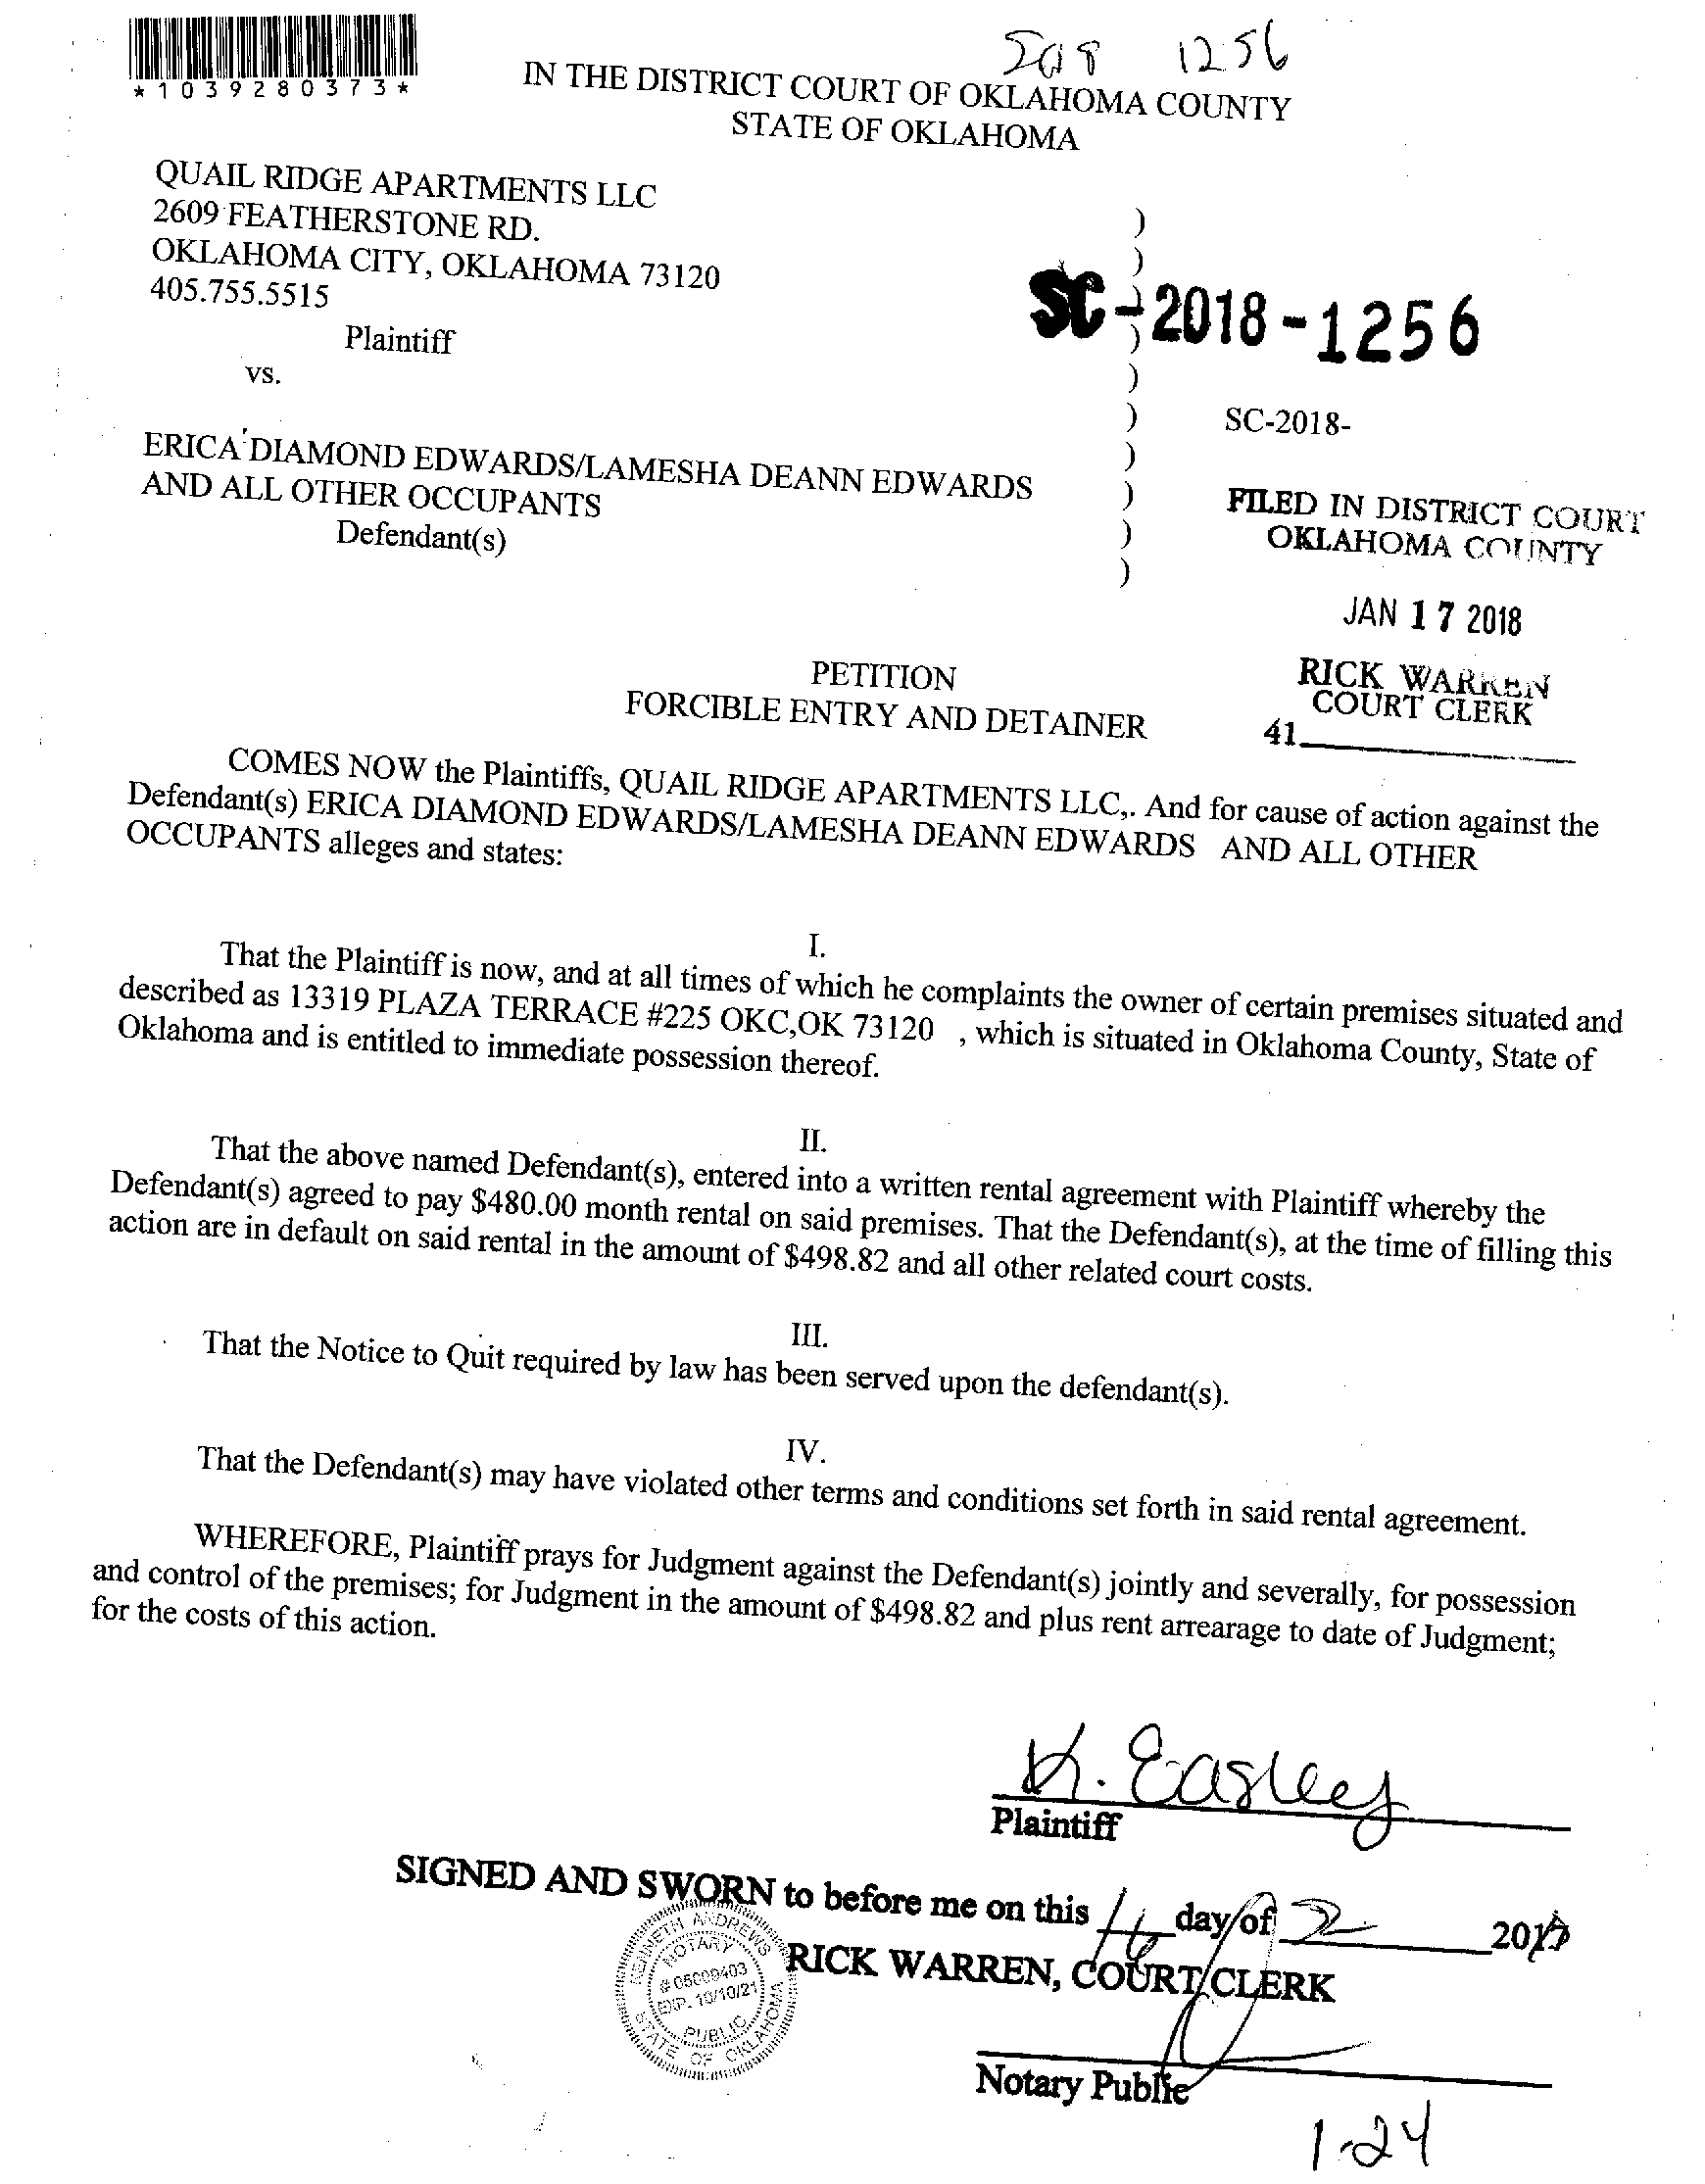 2018 1256
*1039280373*
IN THE DISTRICT COURT OF OKLAHOMA COUNTY
STATE OF OKLAHOMA
QUAIL RIDGE APARTMENTS LLC
2609 FEATHERSTONE RD.
OKLAHOMA CITY, OKLAHOMA 73120
405.755.5515
Plaintiff
vs.
ERICA DIAMOND EDWARDS/LAMESHA DEANN EDWARDS
AND ALL OTHER OCCUPANTS
Defendant(s)
)
)
)
)
)
)
)
)
)
)
SC-2018-1256
SC-2018-
FILED IN DISTRICT COURT
OKLAHOMA COUNTY
JAN 17 2018
RICK WARREN
COURT CLERK
41
PETITION
FORCIBLE ENTRY AND DETAINER
COMES NOW the Plaintiffs, QUAIL RIDGE APARTMENTS LLC,. And for cause of action against the
Defendant(s) ERICA DIAMOND EDWARDS/LAMESHA DEANN EDWARDS AND ALL OTHER
OCCUPANTS alleges and states:
I.
That the Plaintiff is now, and at all times of which he complaints the owner of certain premises situated and
described as 13319 PLAZA TERRACE #225 OKC,OK 73120 , which is situated in Oklahoma County, State of
Oklahoma and is entitled to immediate possession thereof.
II.
That the above named Defendant(s), entered into a written rental agreement with Plaintiff whereby the
Defendant(s) agreed to pay $480.00 month rental on said premises. That the Defendant(s), at the time of filling this
action are in default on said rental in the amount of $498.82 and all other related court costs.
III.
That the Notice to Quit required by law has been served upon the defendant(s).
IV.
That the Defendant(s) may have violated other terms and conditions set forth in said rental agreement.
WHEREFORE, Plaintiff prays for Judgment against the Defendant(s) jointly and severally, for possession
and control of the premises; for Judgment in the amount of $498.82 and plus rent arrearage to date of Judgment;
for the costs of this action.
K. Easley
Plaintiff
SIGNED AND SWORN to before me on this 16 day of 201
RICK WARREN, COURT CLERK
KENNETH ANDREWS
NOTARY
# 05009403
EXP. 10/10/21
PUBLIC
STATE OF OKLAHOMA
Notary Public
1-24